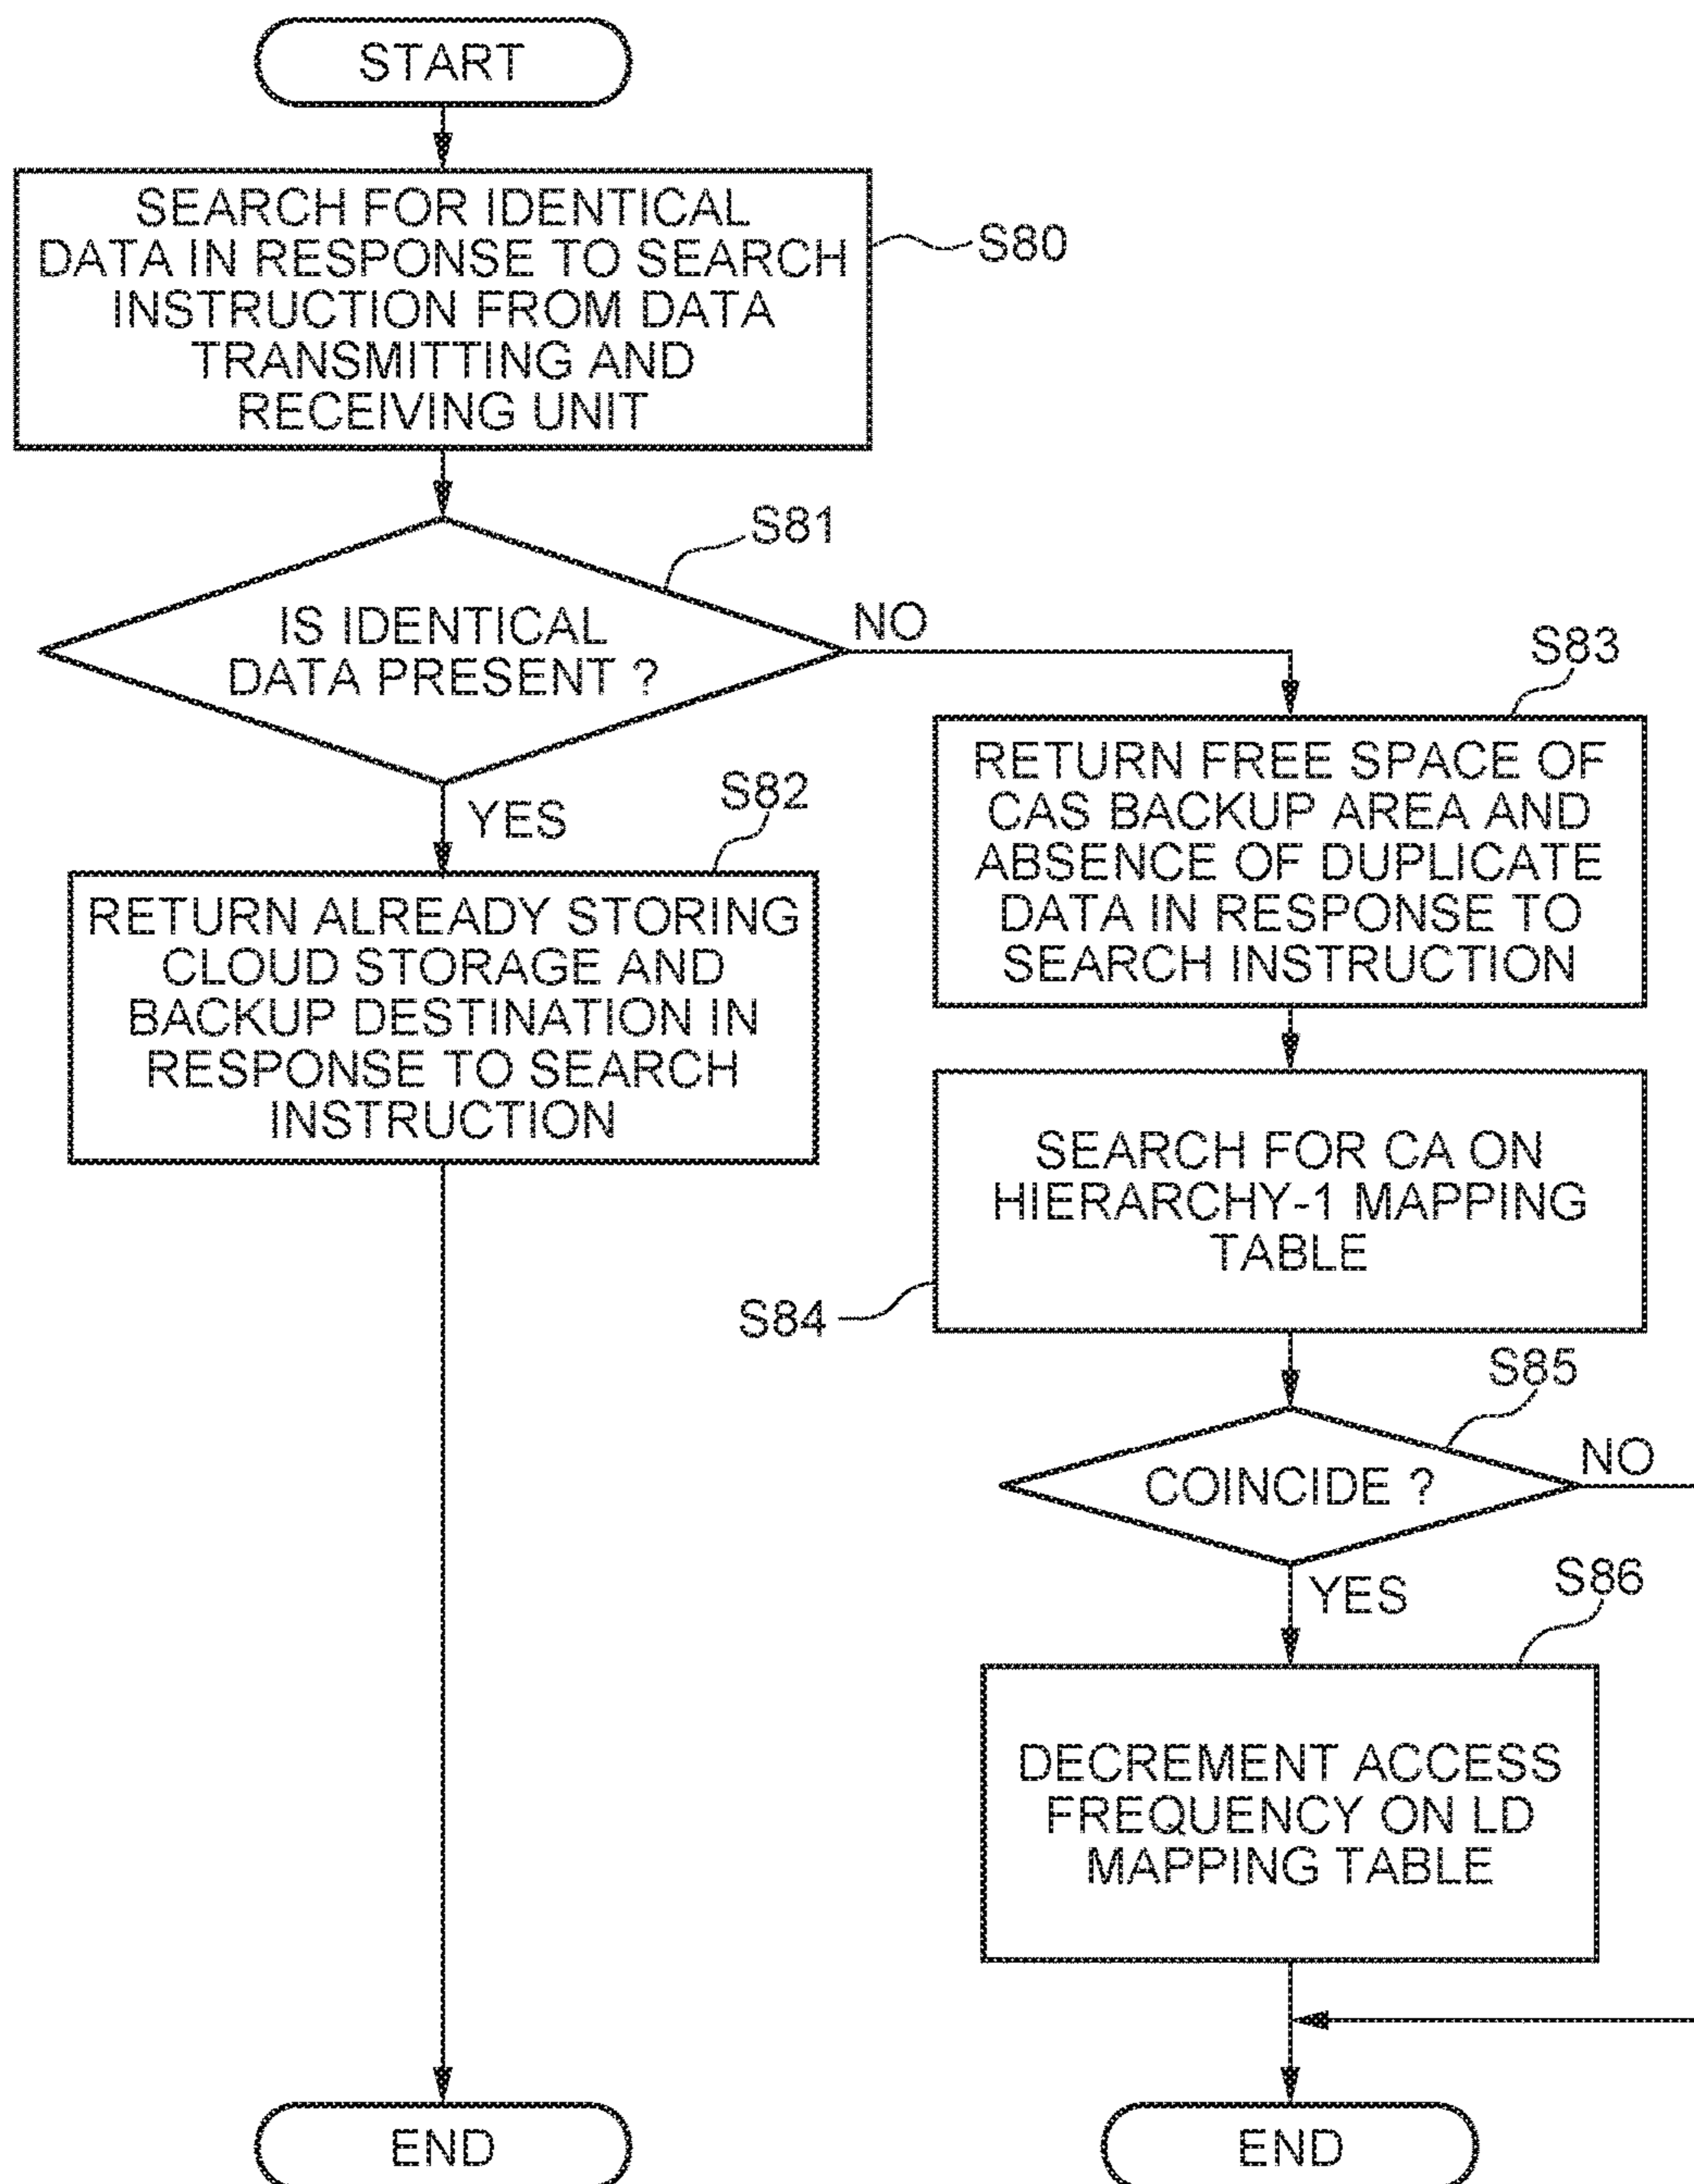 START
SEARCH FOR IDENTICAL
DATA IN RESPONSE TO SEARCH
INSTRUCTION FROM DATA
TRANSMITTING AND
RECEIVING UNIT
S80
S81
IS IDENTICAL
DATA PRESENT ?
NO
YES
S82
RETURN ALREADY STORING
CLOUD STORAGE AND
BACKUP DESTINATION IN
RESPONSE TO SEARCH
INSTRUCTION
END
S83
RETURN FREE SPACE OF
CAS BACKUP AREA AND
ABSENCE OF DUPLICATE
DATA IN RESPONSE TO
SEARCH INSTRUCTION
SEARCH FOR CA ON
HIERARCHY-1 MAPPING
TABLE
S84
S85
COINCIDE ?
NO
YES
S86
DECREMENT ACCESS
FREQUENCY ON LD
MAPPING TABLE
END